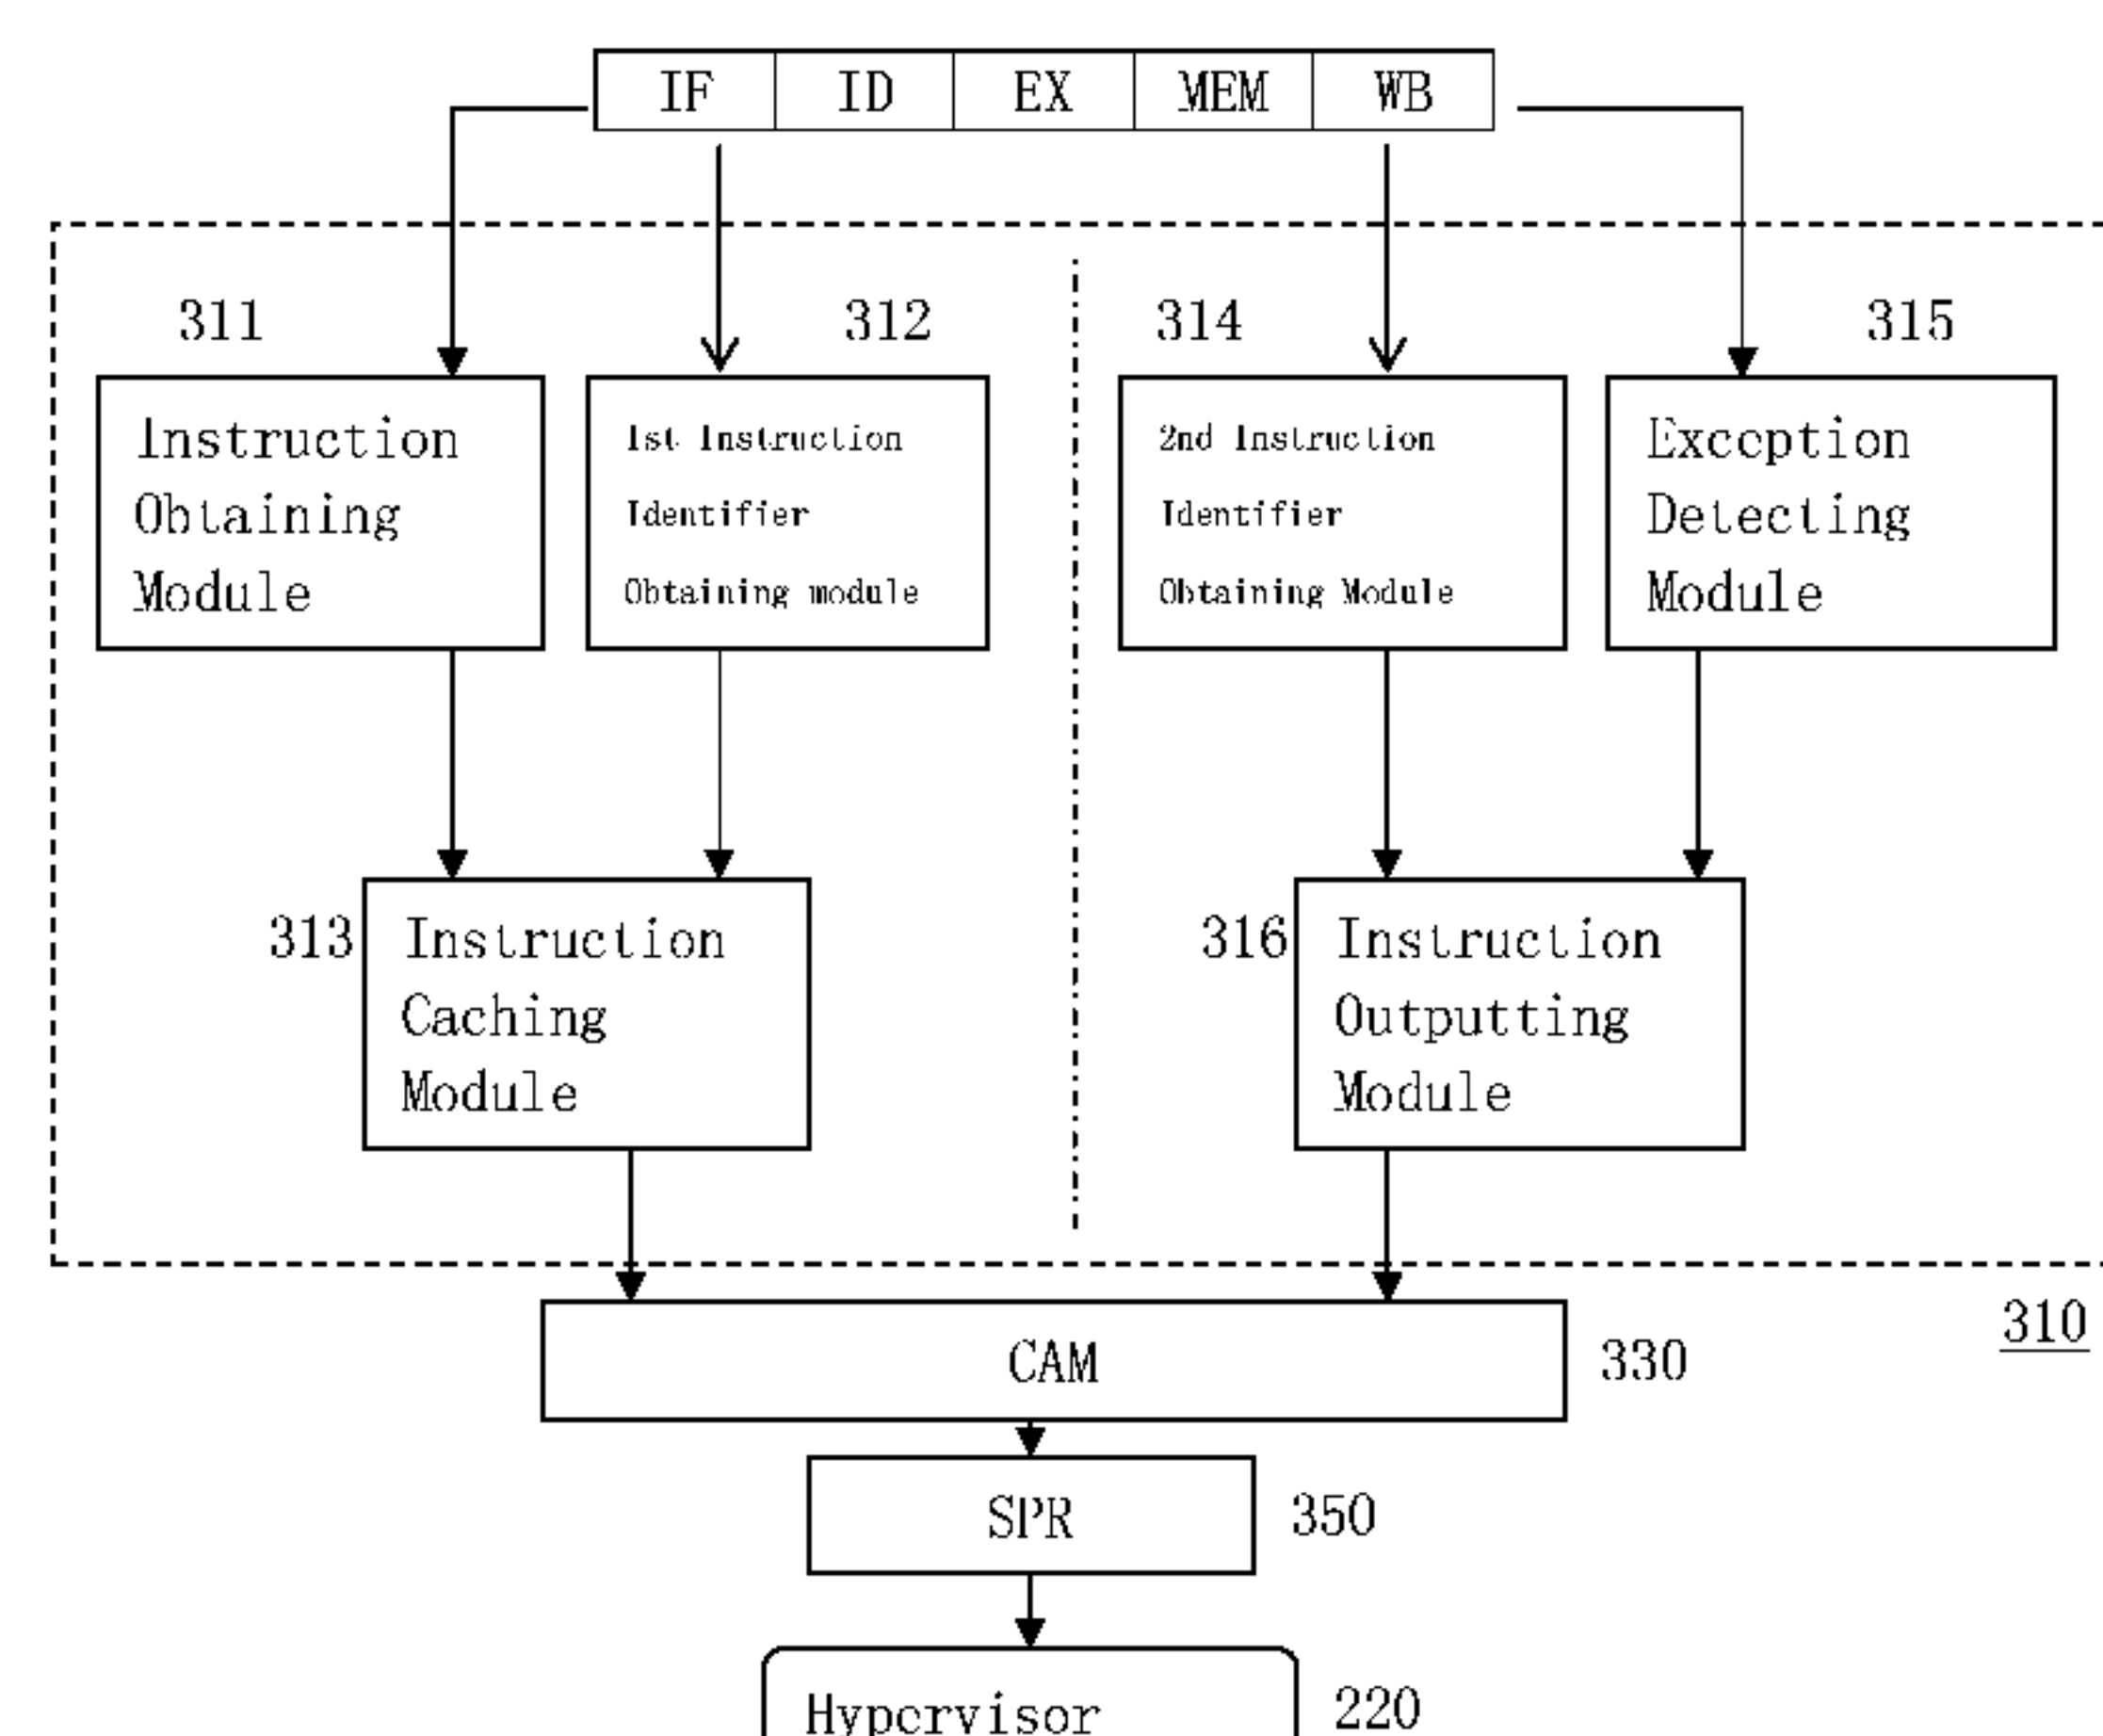 IF ID EX MEM WB
311
312
314
315
Instruction
Obtaining
Module
1st Instruction
Identifier
Obtaining module
2nd Instruction
Identifier
Obtaining Module
Exception
Detecting
Module
313
Instruction
Caching
Module
316
Instruction
Outputting
Module
310
CAM
330
SPR
350
Hypervisor
220